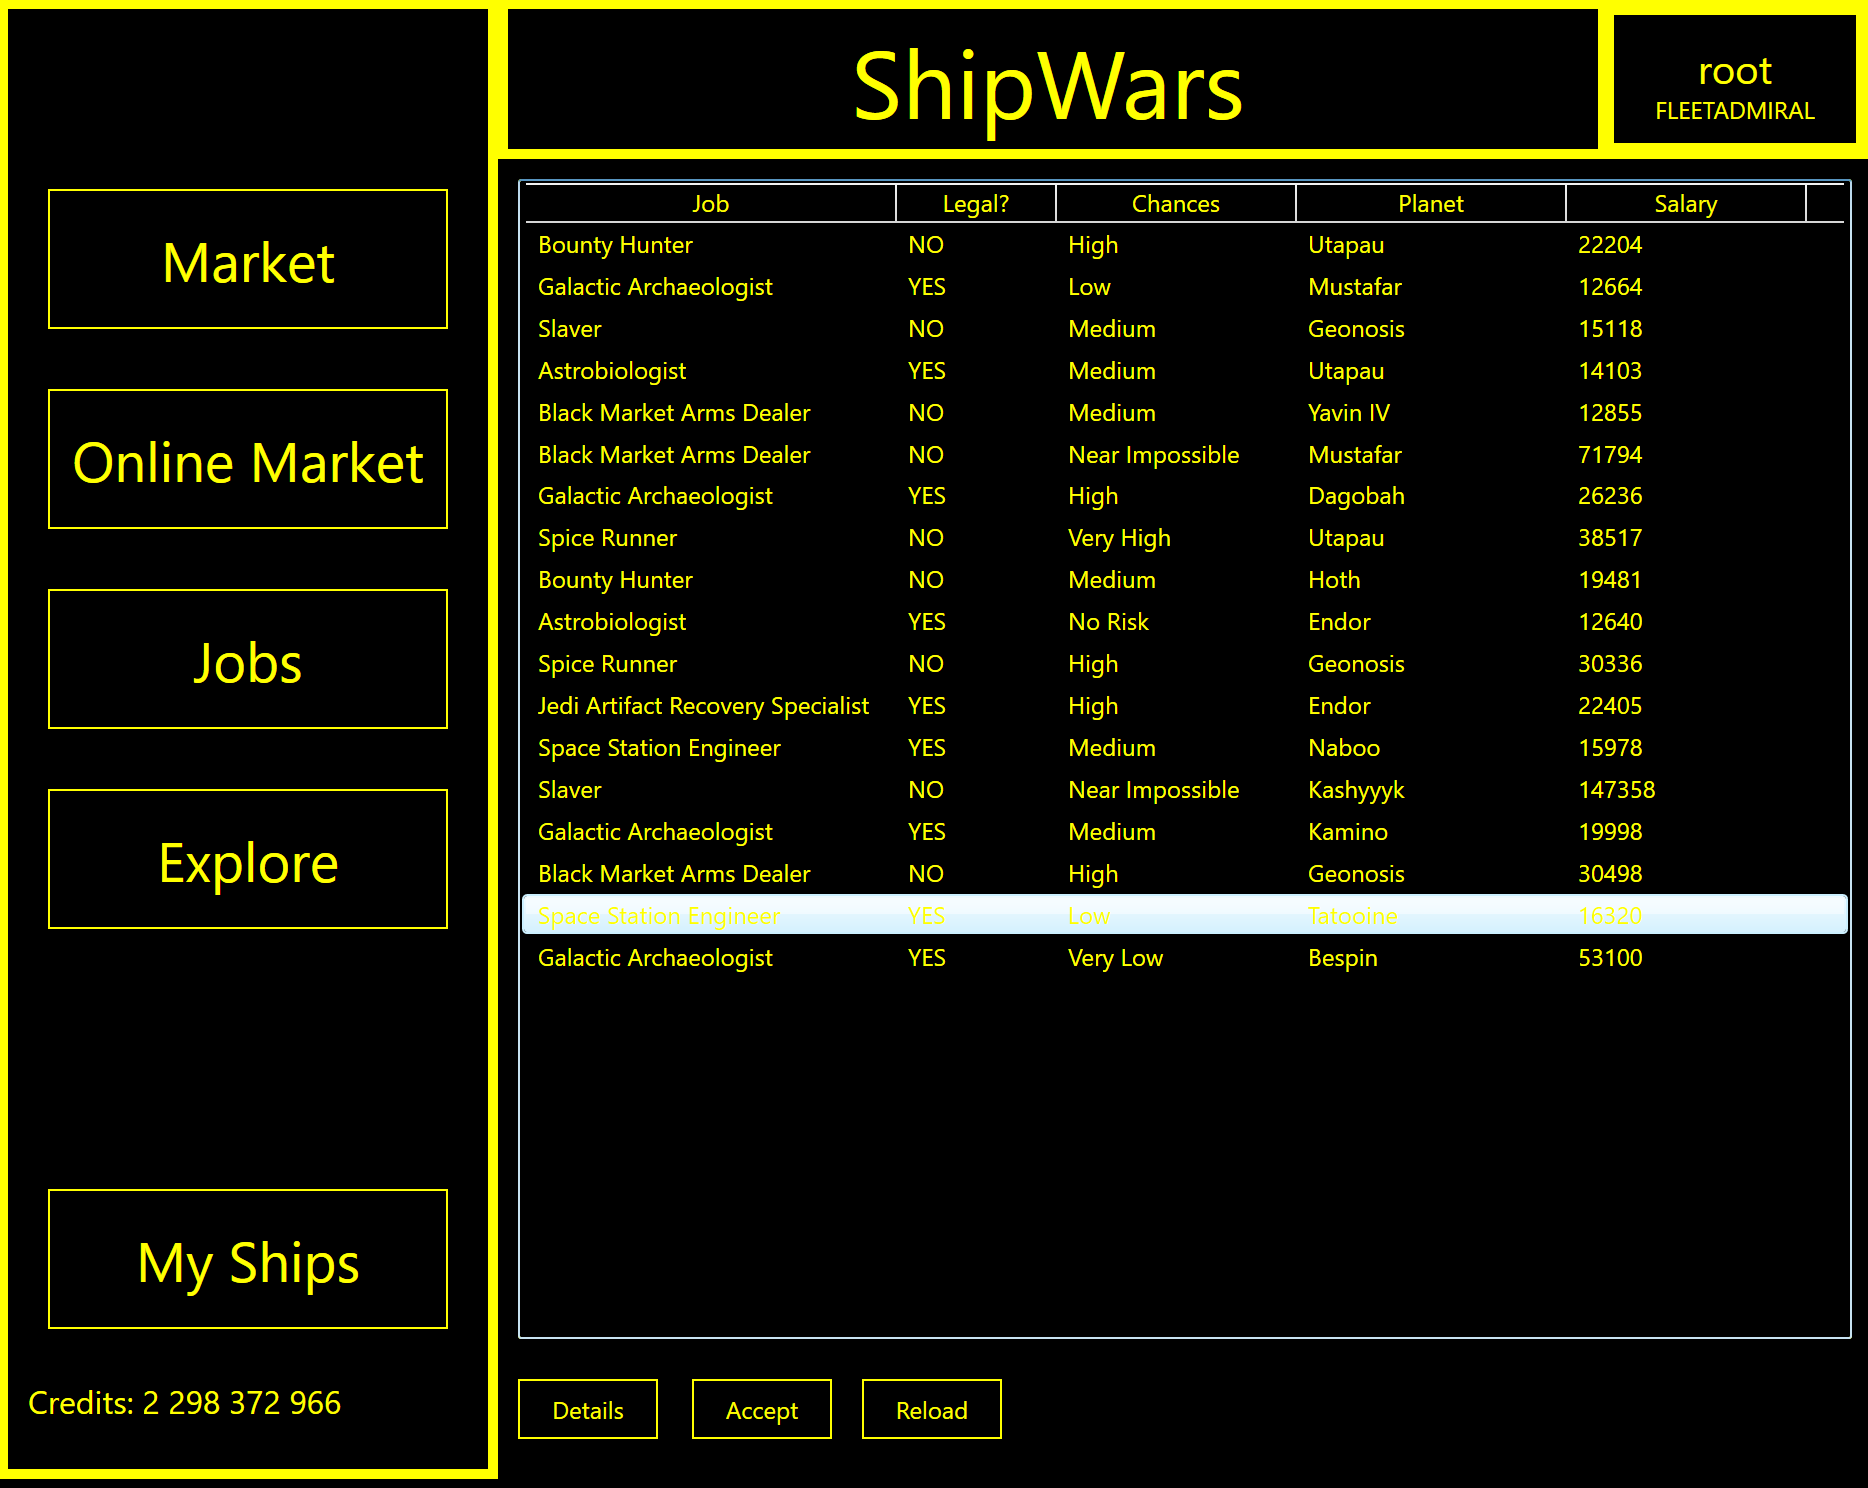 ShipWars
root
FLEETADMIRAL
Market
Online Market
Jobs
Explore
My Ships
Credits: 2 298 372 966
Job Legal? Chances Planet Salary
Bounty Hunter NO High Utapau 22204
Galactic Archaeologist YES Low Mustafar 12664
Slaver NO Medium Geonosis 15118
Astrobiologist YES Medium Utapau 14103
Black Market Arms Dealer NO Medium Yavin IV 12855
Black Market Arms Dealer NO Near Impossible Mustafar 71794
Galactic Archaeologist YES High Dagobah 26236
Spice Runner NO Very High Utapau 38517
Bounty Hunter NO Medium Hoth 19481
Astrobiologist YES No Risk Endor 12640
Spice Runner NO High Geonosis 30336
Jedi Artifact Recovery Specialist YES High Endor 22405
Space Station Engineer YES Medium Naboo 15978
Slaver NO Near Impossible Kashyyyk 147358
Galactic Archaeologist YES Medium Kamino 19998
Black Market Arms Dealer NO High Geonosis 30498
Space Station Engineer YES Low Tatooine 16320
Galactic Archaeologist YES Very Low Bespin 53100
Details Accept Reload